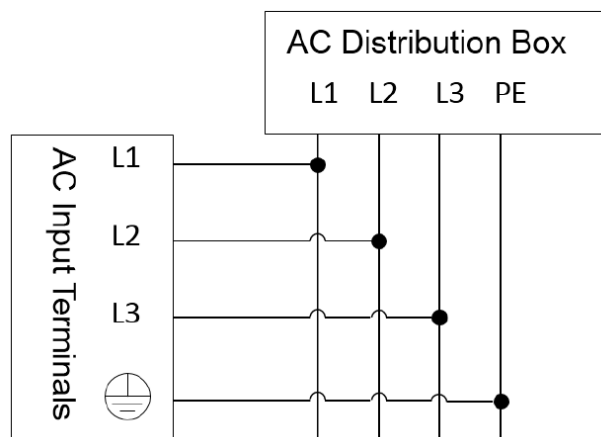 AC Distribution Box
L1 L2 L3 PE
AC Input Terminals
L1
L2
L3